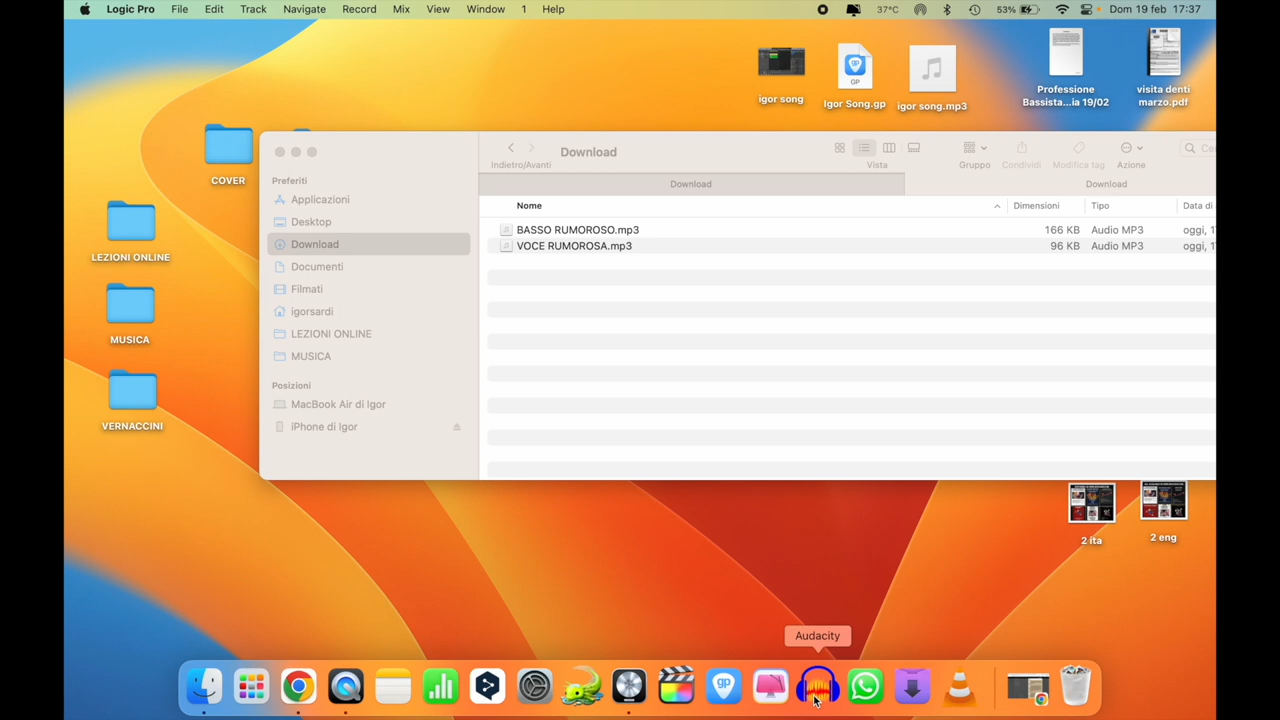 Logic Pro File Edit Track Navigate Record Mix View Window 1 Help 37°C 53% Dom 19 feb 17:37
igor song
Igor Song.gp
igor song.mp3
Professione
Bassista...ia 19/02
visita denti
marzo.pdf
COVER
LEZIONI ONLINE
MUSICA
VERNACCINI
Indietro/Avanti
Download
Vista
Gruppo
Condividi
Modifica tag
Azione
Preferiti
Applicazioni
Desktop
Download
Documenti
Filmati
igorsardi
LEZIONI ONLINE
MUSICA
Posizioni
MacBook Air di Igor
iPhone di Igor
Download Download
Nome Dimensioni Tipo Data di
BASSO RUMOROSO.mp3 166 KB Audio MP3 oggi, 1
VOCE RUMOROSA.mp3 96 KB Audio MP3 oggi, 1
2 ita
2 eng
Audacity
gp